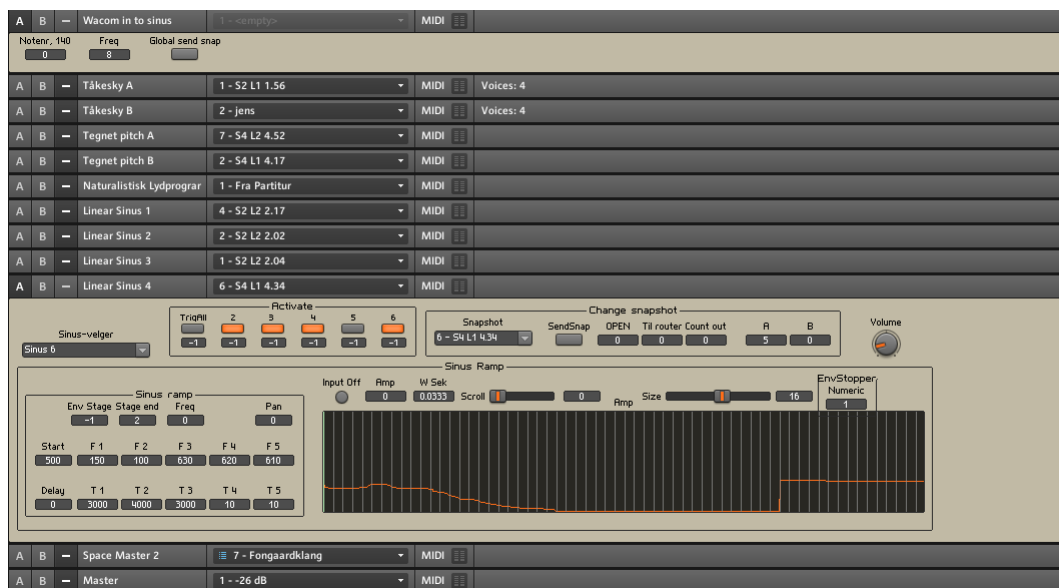 A B – Wacom in to sinus 1 - <empty> MIDI
Notenr, 140 Freq Global send snap
0 8
A B – Tåkesky A 1 - S2 L1 1.56 MIDI Voices: 4
A B – Tåkesky B 2 - jens MIDI Voices: 4
A B – Tegnet pitch A 7 - S4 L2 4.52 MIDI
A B – Tegnet pitch B 2 - S4 L1 4.17 MIDI
A B – Naturalistisk Lydprograr 1 - Fra Partitur MIDI
A B – Linear Sinus 1 4 - S2 L2 2.17 MIDI
A B – Linear Sinus 2 2 - S2 L2 2.02 MIDI
A B – Linear Sinus 3 1 - S2 L2 2.04 MIDI
A B – Linear Sinus 4 6 - S4 L1 4.34 MIDI
Activate
TrigAll 2 3 4 5 6
-1 -1 -1 -1 -1 -1
Sinus-velger
Sinus 6
Change snapshot
Snapshot SendSnap OPEN Til router Count out A B
6 - S4 L1 4.34 0 0 0 5 0
Volume
Sinus Ramp
Sinus ramp
Env Stage Stage end Freq Pan
-1 2 0 0
Start F 1 F 2 F 3 F 4 F 5
500 150 100 630 620 610
Delay T 1 T 2 T 3 T 4 T 5
0 3000 4000 3000 10 10
Input Off Amp W Sek
0 0.0333 Scroll 0 Amp Size 16
EnvStopper
Numeric
1
A B – Space Master 2 7 - Fongaardklang MIDI
A B – Master 1 - -26 dB MIDI